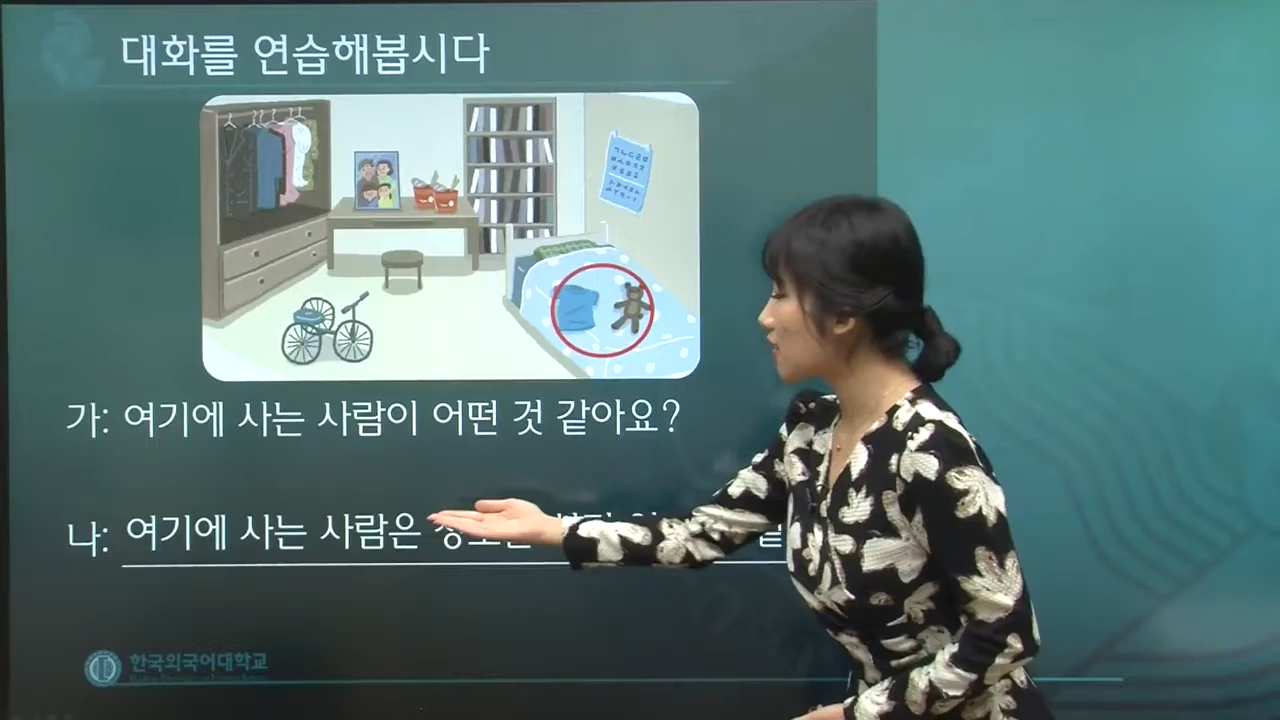 대화를 연습해봅시다
가: 여기에 사는 사람이 어떤 것 같아요?
나: 여기에 사는 사람은
한국외국어대학교